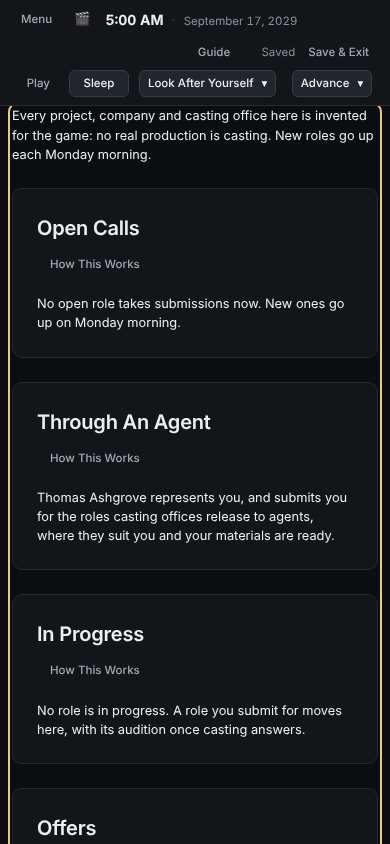 Menu 🎬 5:00 AM · September 17, 2029
Guide Saved Save & Exit
Play Sleep Look After Yourself ▾ Advance ▾
Every project, company and casting office here is invented
for the game: no real production is casting. New roles go up
each Monday morning.
Open Calls
How This Works
No open role takes submissions now. New ones go
up on Monday morning.
Through An Agent
How This Works
Thomas Ashgrove represents you, and submits you
for the roles casting offices release to agents,
where they suit you and your materials are ready.
In Progress
How This Works
No role is in progress. A role you submit for moves
here, with its audition once casting answers.
Offers